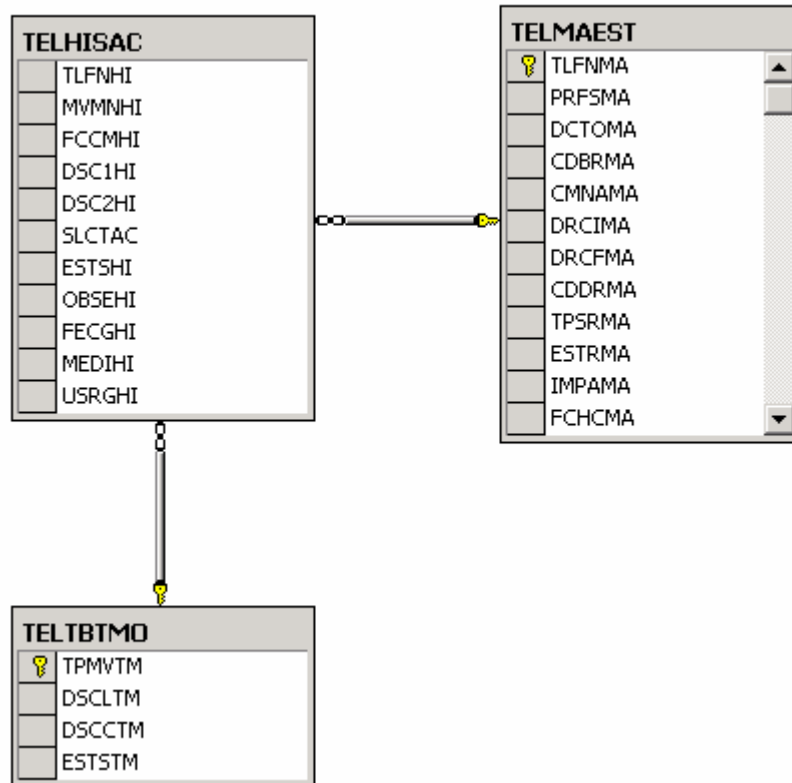 TELHISAC
TLFNHI
MVMNHI
FCCMHI
DSC1HI
DSC2HI
SLCTAC
ESTSHI
OBSEHI
FECGHI
MEDIHI
USRGHI
TELMAEST
TLFNMA
PRFSMA
DCTOMA
CDBRMA
CMNAMA
DRCIMA
DRCFMA
CDDRMA
TPSRMA
ESTRMA
IMPAMA
FCHCMA
TELTBTMO
TPMVTM
DSCLTM
DSCCTM
ESTSTM